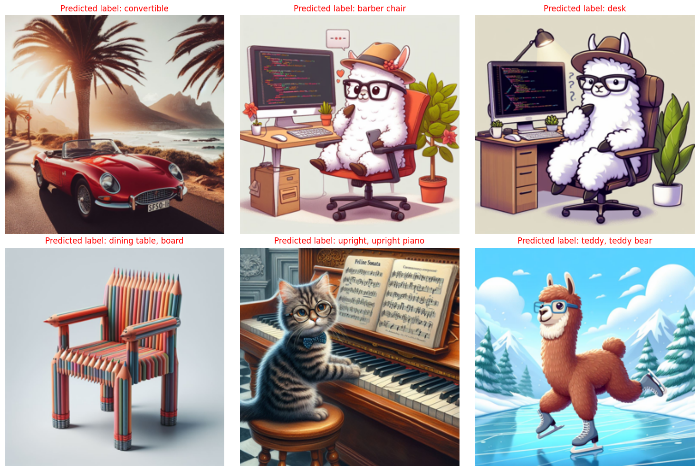 Predicted label: convertible
Predicted label: barber chair
Predicted label: desk
Predicted label: dining table, board
Predicted label: upright, upright piano
Predicted label: teddy, teddy bear